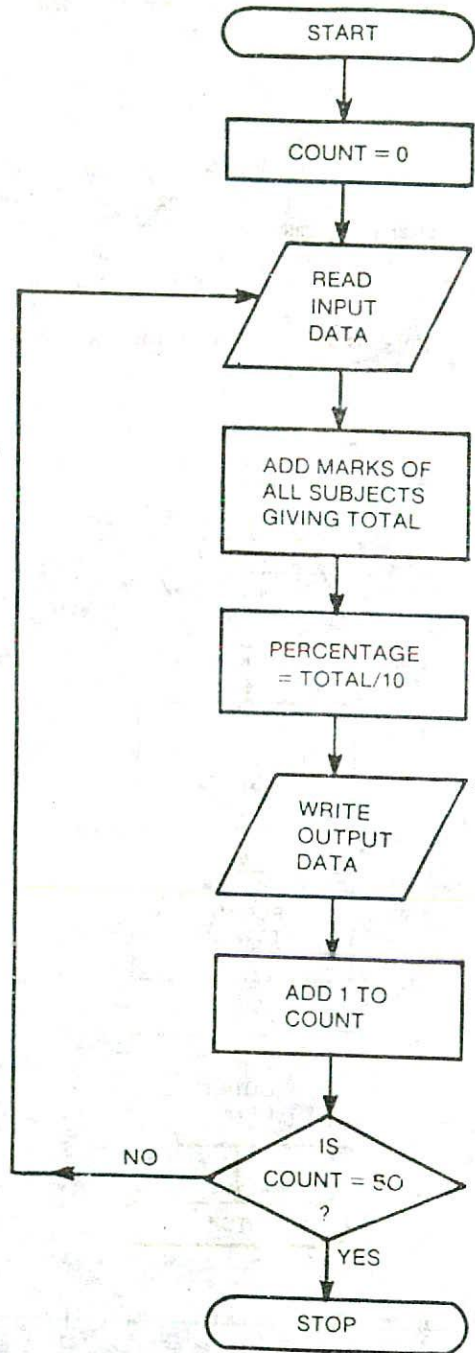 START
COUNT = 0
READ
INPUT
DATA
ADD MARKS OF
ALL SUBJECTS
GIVING TOTAL
PERCENTAGE
= TOTAL/10
WRITE
OUTPUT
DATA
ADD 1 TO
COUNT
IS
COUNT = 50
?
NO
YES
STOP